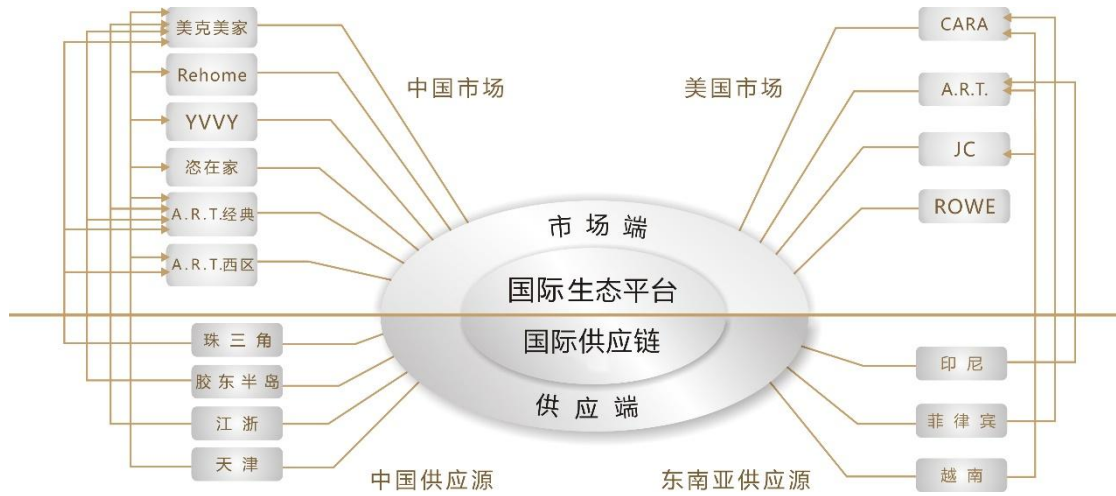 美克美家
Rehome
YVVY
恣在家
A.R.T.经典
A.R.T.西区
中国市场
美国市场
CARA
A.R.T.
JC
ROWE
市场端
国际生态平台
国际供应链
供应端
珠三角
胶东半岛
江浙
天津
中国供应源
东南亚供应源
印尼
菲律宾
越南